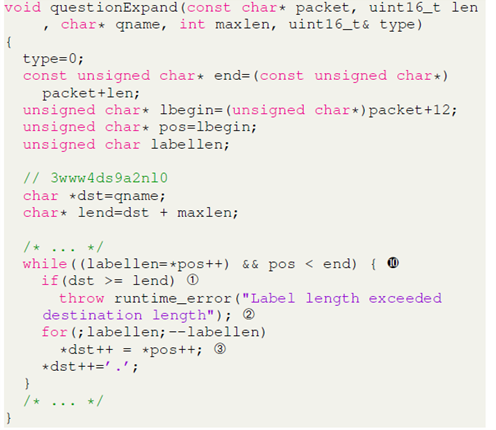 void questionExpand(const char* packet, uint16_t len
, char* qname, int maxlen, uint16_t& type)
{
type=0;
const unsigned char* end=(const unsigned char*)
packet+len;
unsigned char* lbegin=(unsigned char*)packet+12;
unsigned char* pos=lbegin;
unsigned char labellen;
// 3www4ds9a2nl0
char *dst=qname;
char* lend=dst + maxlen;
/* ... */
while((labellen=*pos++) && pos < end) { ❿
if(dst >= lend) ①
throw runtime_error("Label length exceeded
destination length"); ②
for(;labellen;--labellen)
*dst++ = *pos++; ③
*dst++='.';
}
/* ... */
}